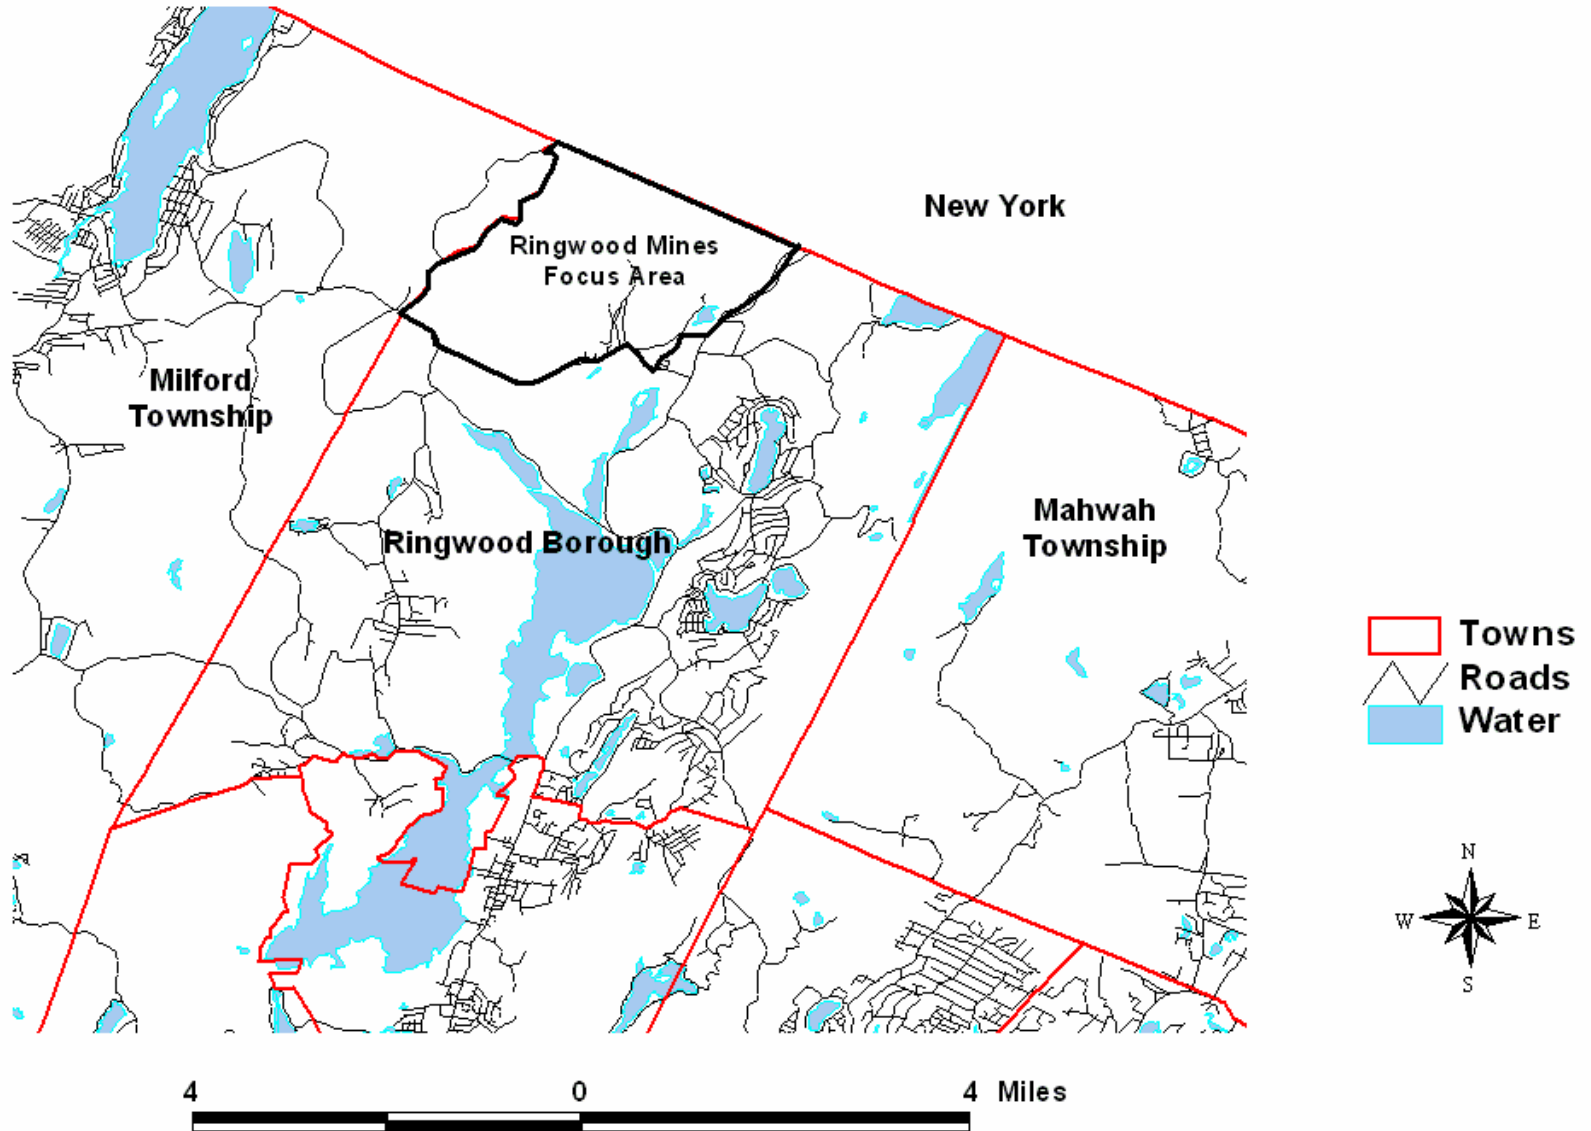 New York
Ringwood Mines
Focus Area
Milford
Township
Mahwah
Township
Ringwood Borough
Towns
Roads
Water
N
W E
S
4 0 4 Miles